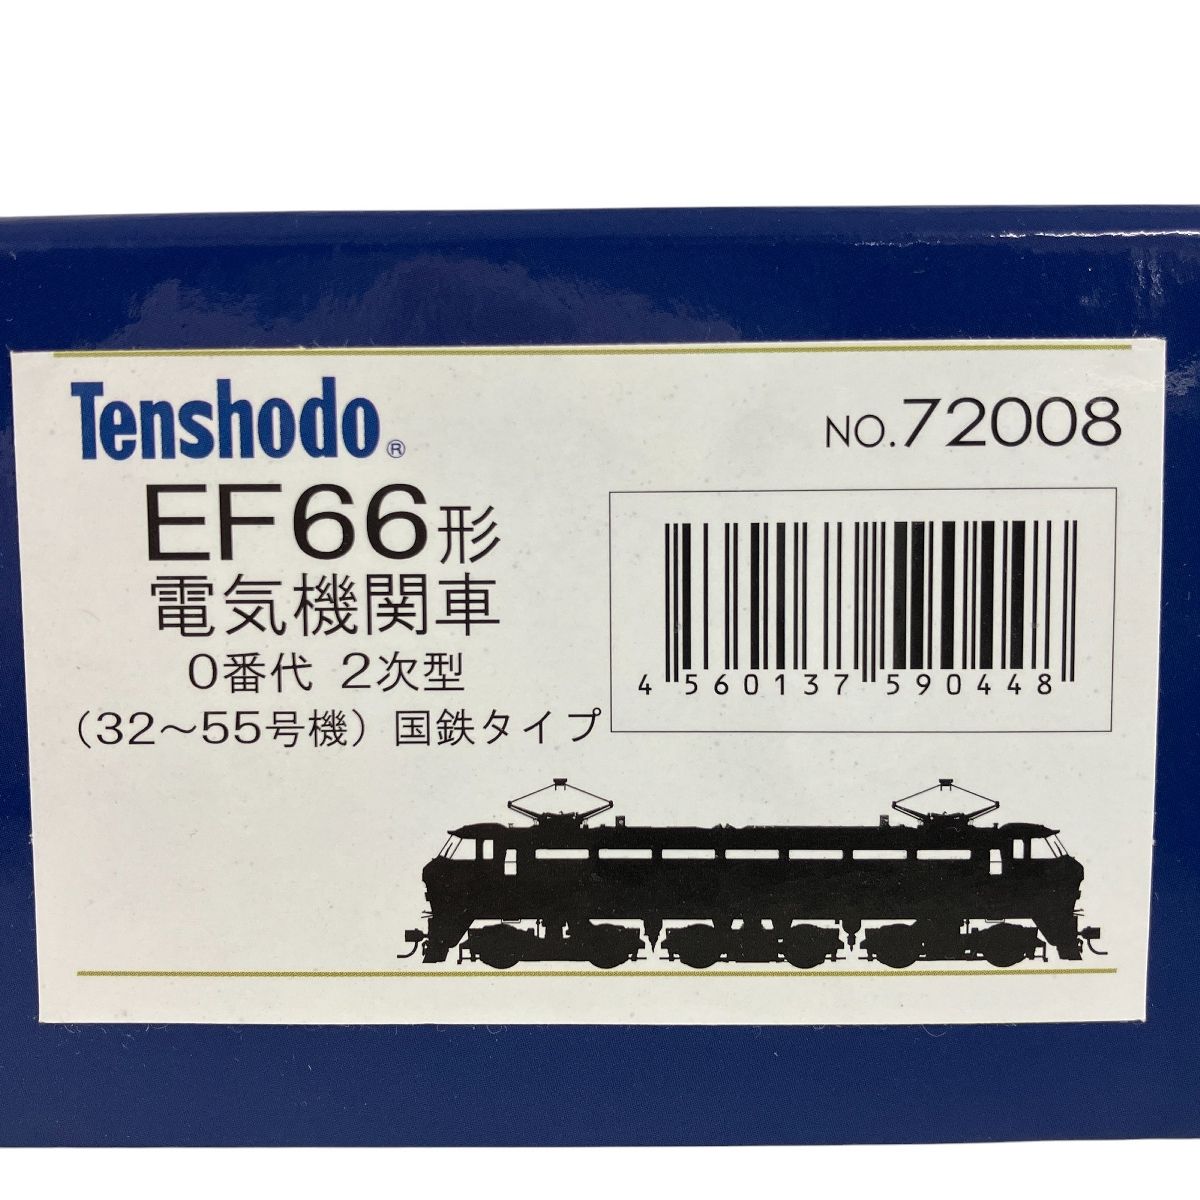 Tenshodo®
NO.72008
EF66形
電気機関車
0番代 2次型
（32～55号機）国鉄タイプ
4 560137 590448